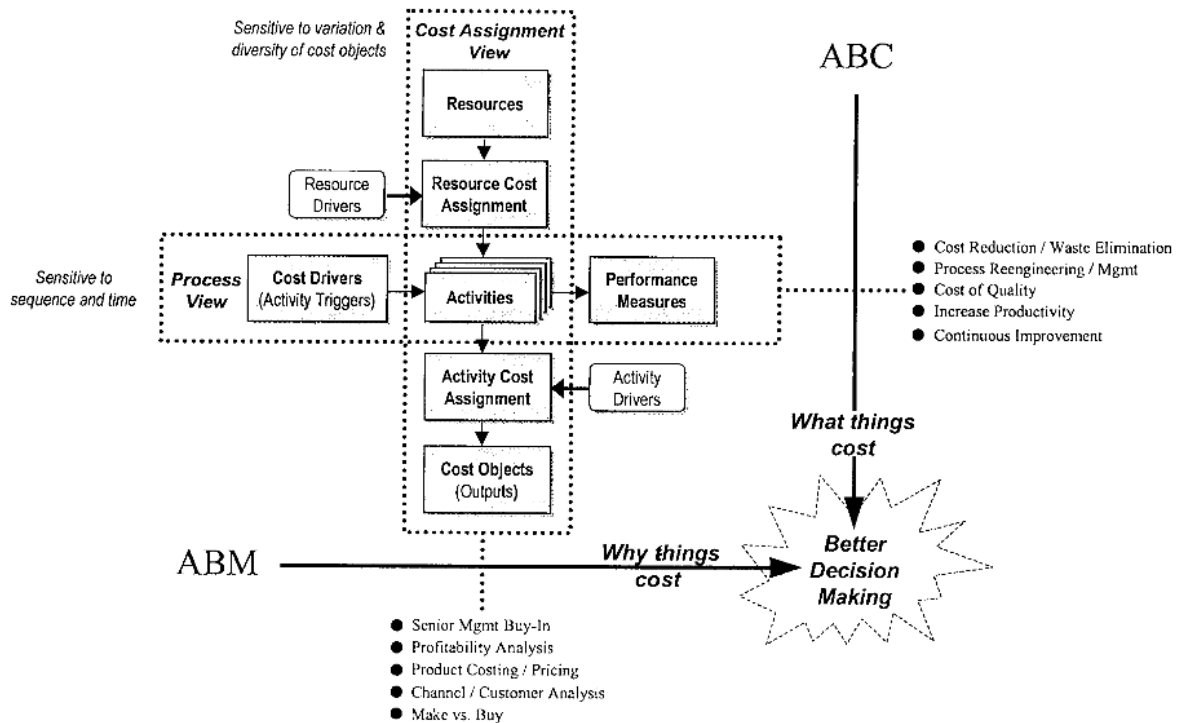 Sensitive to variation &
diversity of cost objects
Cost Assignment
View
ABC
Resources
Resource
Drivers
Resource Cost
Assignment
Sensitive to
sequence and time
Process
View
Cost Drivers
(Activity Triggers)
Activities
Performance
Measures
● Cost Reduction / Waste Elimination
● Process Reengineering / Mgmt
● Cost of Quality
● Increase Productivity
● Continuous Improvement
Activity Cost
Assignment
Activity
Drivers
What things
cost
Cost Objects
(Outputs)
ABM
Why things
cost
Better
Decision
Making
● Senior Mgmt Buy-In
● Profitability Analysis
● Product Costing / Pricing
● Channel / Customer Analysis
● Make vs. Buy